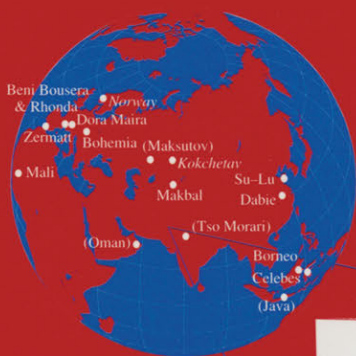 Beni Bousera
& Rhonda
Norway
Zermatt
Dora Maira
Bohemia
(Maksutov)
Kokchetav
Mali
Makbal
Su–Lu
Dabie
(Oman)
(Tso Morari)
Borneo
Celebes
(Java)